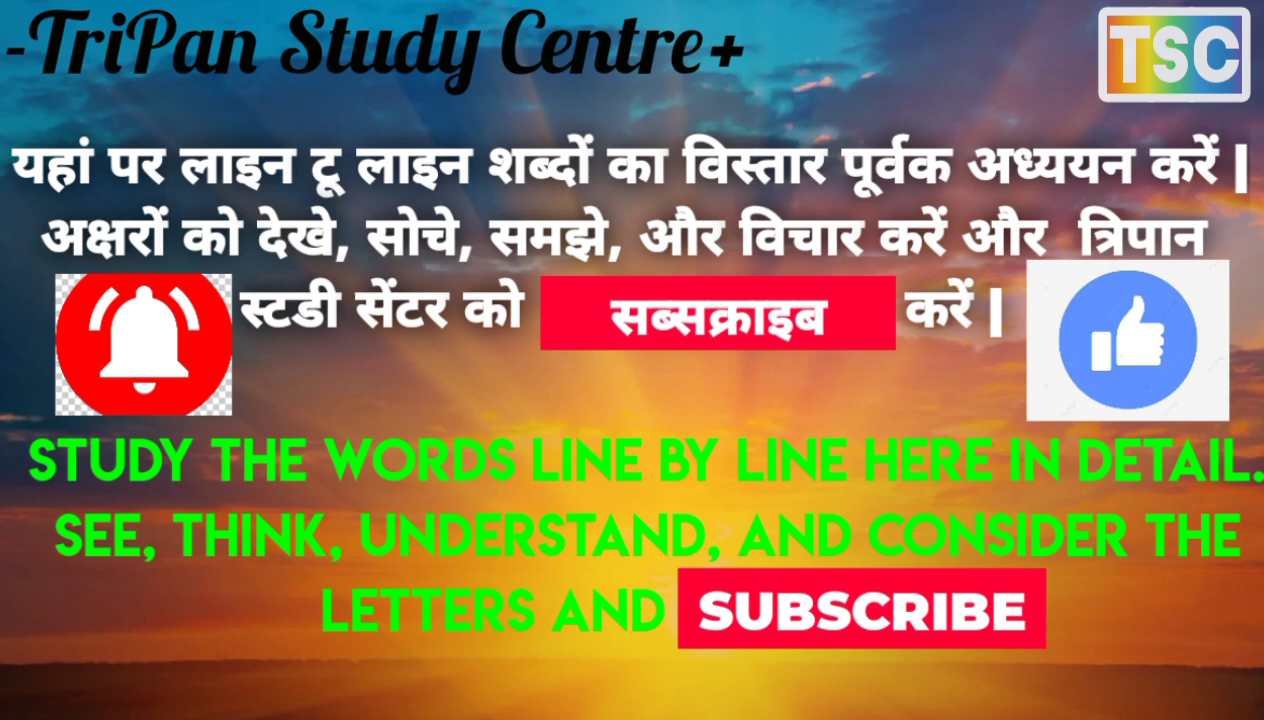 -TriPan Study Centre+
TSC
यहां पर लाइन टू लाइन शब्दों का विस्तार पूर्वक अध्ययन करें |
अक्षरों को देखे, सोचे, समझे, और विचार करें और त्रिपान
स्टडी सेंटर को सब्सक्राइब करें |
STUDY THE WORDS LINE BY LINE HERE IN DETAIL.
SEE, THINK, UNDERSTAND, AND CONSIDER THE
LETTERS AND SUBSCRIBE